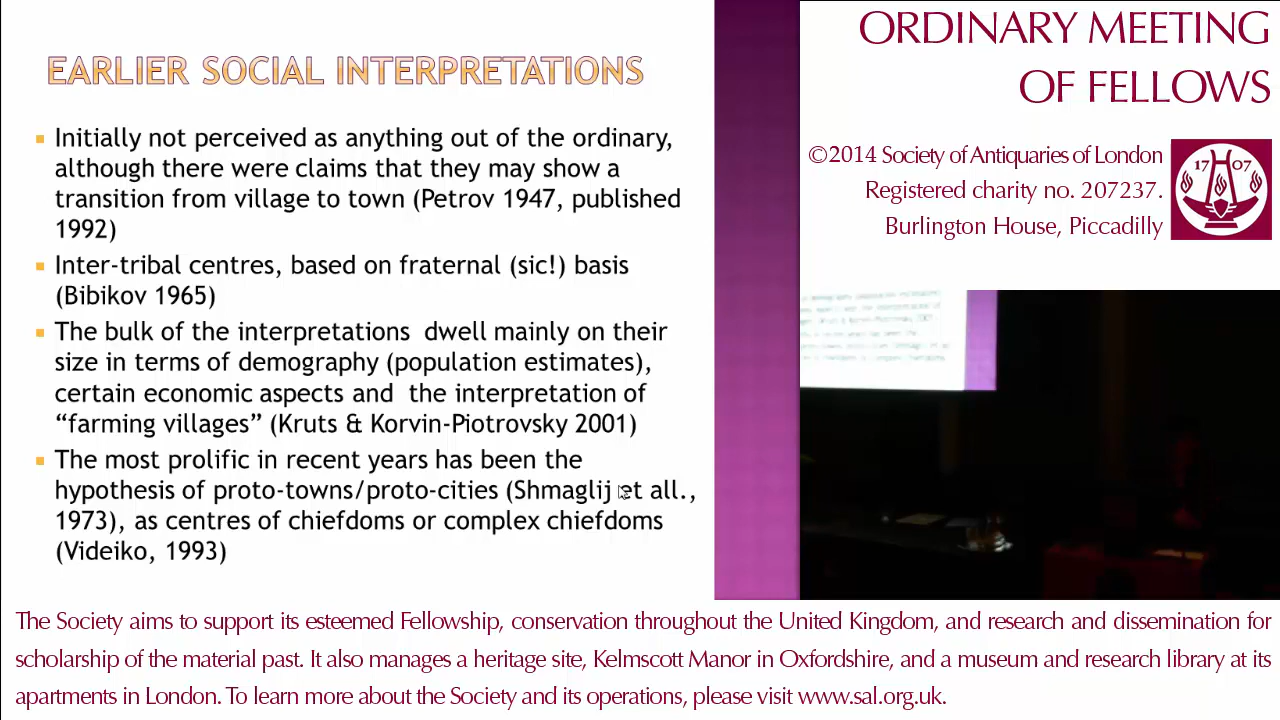 EARLIER SOCIAL INTERPRETATIONS
Initially not perceived as anything out of the ordinary,
although there were claims that they may show a
transition from village to town (Petrov 1947, published
1992)
Inter-tribal centres, based on fraternal (sic!) basis
(Bibikov 1965)
The bulk of the interpretations dwell mainly on their
size in terms of demography (population estimates),
certain economic aspects and the interpretation of
“farming villages” (Kruts & Korvin-Piotrovsky 2001)
The most prolific in recent years has been the
hypothesis of proto-towns/proto-cities (Shmaglij et all.,
1973), as centres of chiefdoms or complex chiefdoms
(Videiko, 1993)
ORDINARY MEETING
OF FELLOWS
©2014 Society of Antiquaries of London
Registered charity no. 207237.
Burlington House, Piccadilly
17 07
The Society aims to support its esteemed Fellowship, conservation throughout the United Kingdom, and research and dissemination for
scholarship of the material past. It also manages a heritage site, Kelmscott Manor in Oxfordshire, and a museum and research library at its
apartments in London. To learn more about the Society and its operations, please visit www.sal.org.uk.